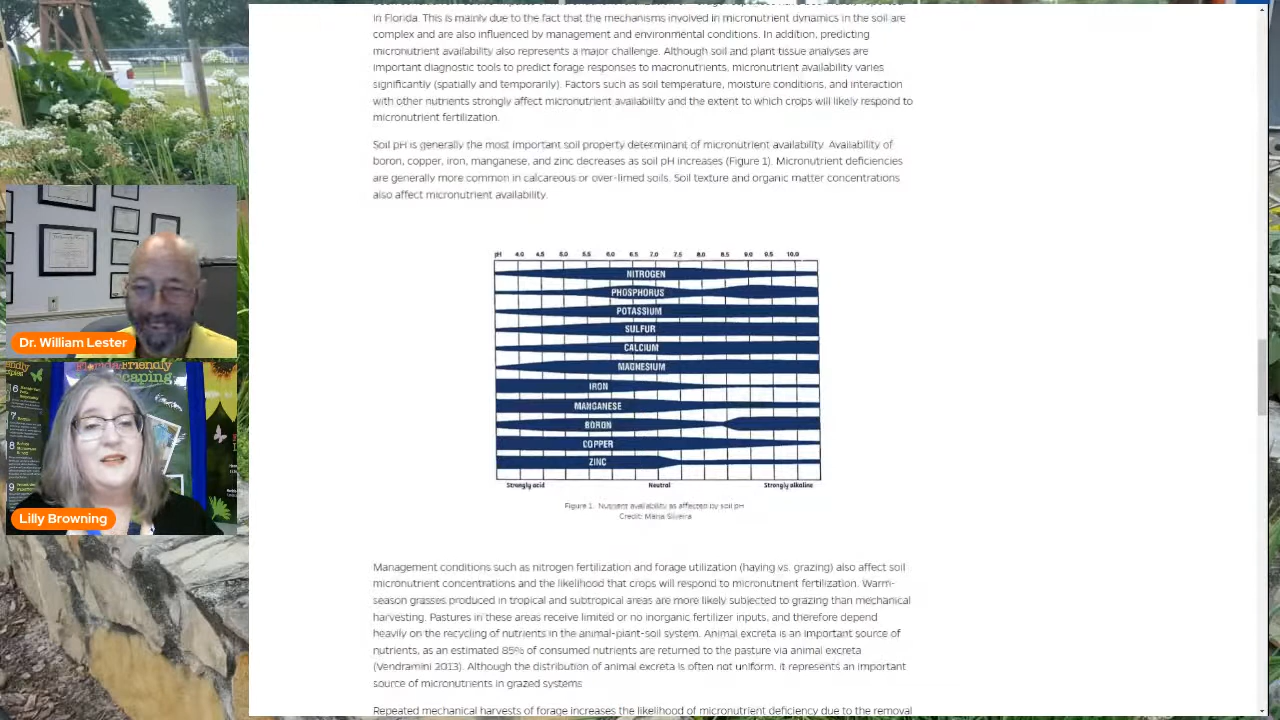 in Florida. This is mainly due to the fact that the mechanisms involved in micronutrient dynamics in the soil are
complex and are also influenced by management and environmental conditions. In addition, predicting
micronutrient availability also represents a major challenge. Although soil and plant tissue analyses are
important diagnostic tools to predict forage responses to macronutrients, micronutrient availability varies
significantly (spatially and temporarily). Factors such as soil temperature, moisture conditions, and interaction
with other nutrients strongly affect micronutrient availability and the extent to which crops will likely respond to
micronutrient fertilization.
Soil pH is generally the most important soil property determinant of micronutrient availability. Availability of
boron, copper, iron, manganese, and zinc decreases as soil pH increases (Figure 1). Micronutrient deficiencies
are generally more common in calcareous or over-limed soils. Soil texture and organic matter concentrations
also affect micronutrient availability.
pH 4.0 4.5 5.0 5.5 6.0 6.5 7.0 7.5 8.0 8.5 9.0 9.5 10.0
NITROGEN
PHOSPHORUS
POTASSIUM
SULFUR
CALCIUM
MAGNESIUM
IRON
MANGANESE
BORON
COPPER
ZINC
Strongly acid Neutral Strongly alkaline
Figure 1. Nutrient availability as affected by soil pH
Credit: Maria Silveira
Management conditions such as nitrogen fertilization and forage utilization (haying vs. grazing) also affect soil
micronutrient concentrations and the likelihood that crops will respond to micronutrient fertilization. Warm-
season grasses produced in tropical and subtropical areas are more likely subjected to grazing than mechanical
harvesting. Pastures in these areas receive limited or no inorganic fertilizer inputs, and therefore depend
heavily on the recycling of nutrients in the animal-plant-soil system. Animal excreta is an important source of
nutrients, as an estimated 85% of consumed nutrients are returned to the pasture via animal excreta
(Vendramini 2013). Although the distribution of animal excreta is often not uniform, it represents an important
source of micronutrients in grazed systems
Repeated mechanical harvests of forage increases the likelihood of micronutrient deficiency due to the removal
Dr. William Lester
6
7
8
9
Lilly Browning